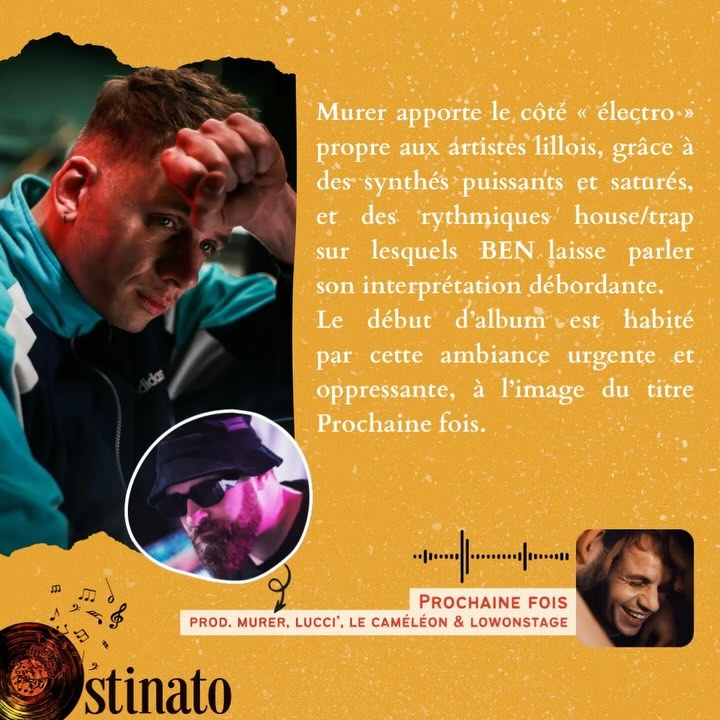 Murer apporte le côté « électro »
propre aux artistes lillois, grâce à
des synthés puissants et saturés,
et des rythmiques house/trap
sur lesquels BEN laisse parler
son interprétation débordante.
Le début d'album est habité
par cette ambiance urgente et
oppressante, à l'image du titre
Prochaine fois.
adidas
PROCHAINE FOIS
PROD. MURER, LUCCI', LE CAMÉLÉON & LOWONSTAGE
Ostinato